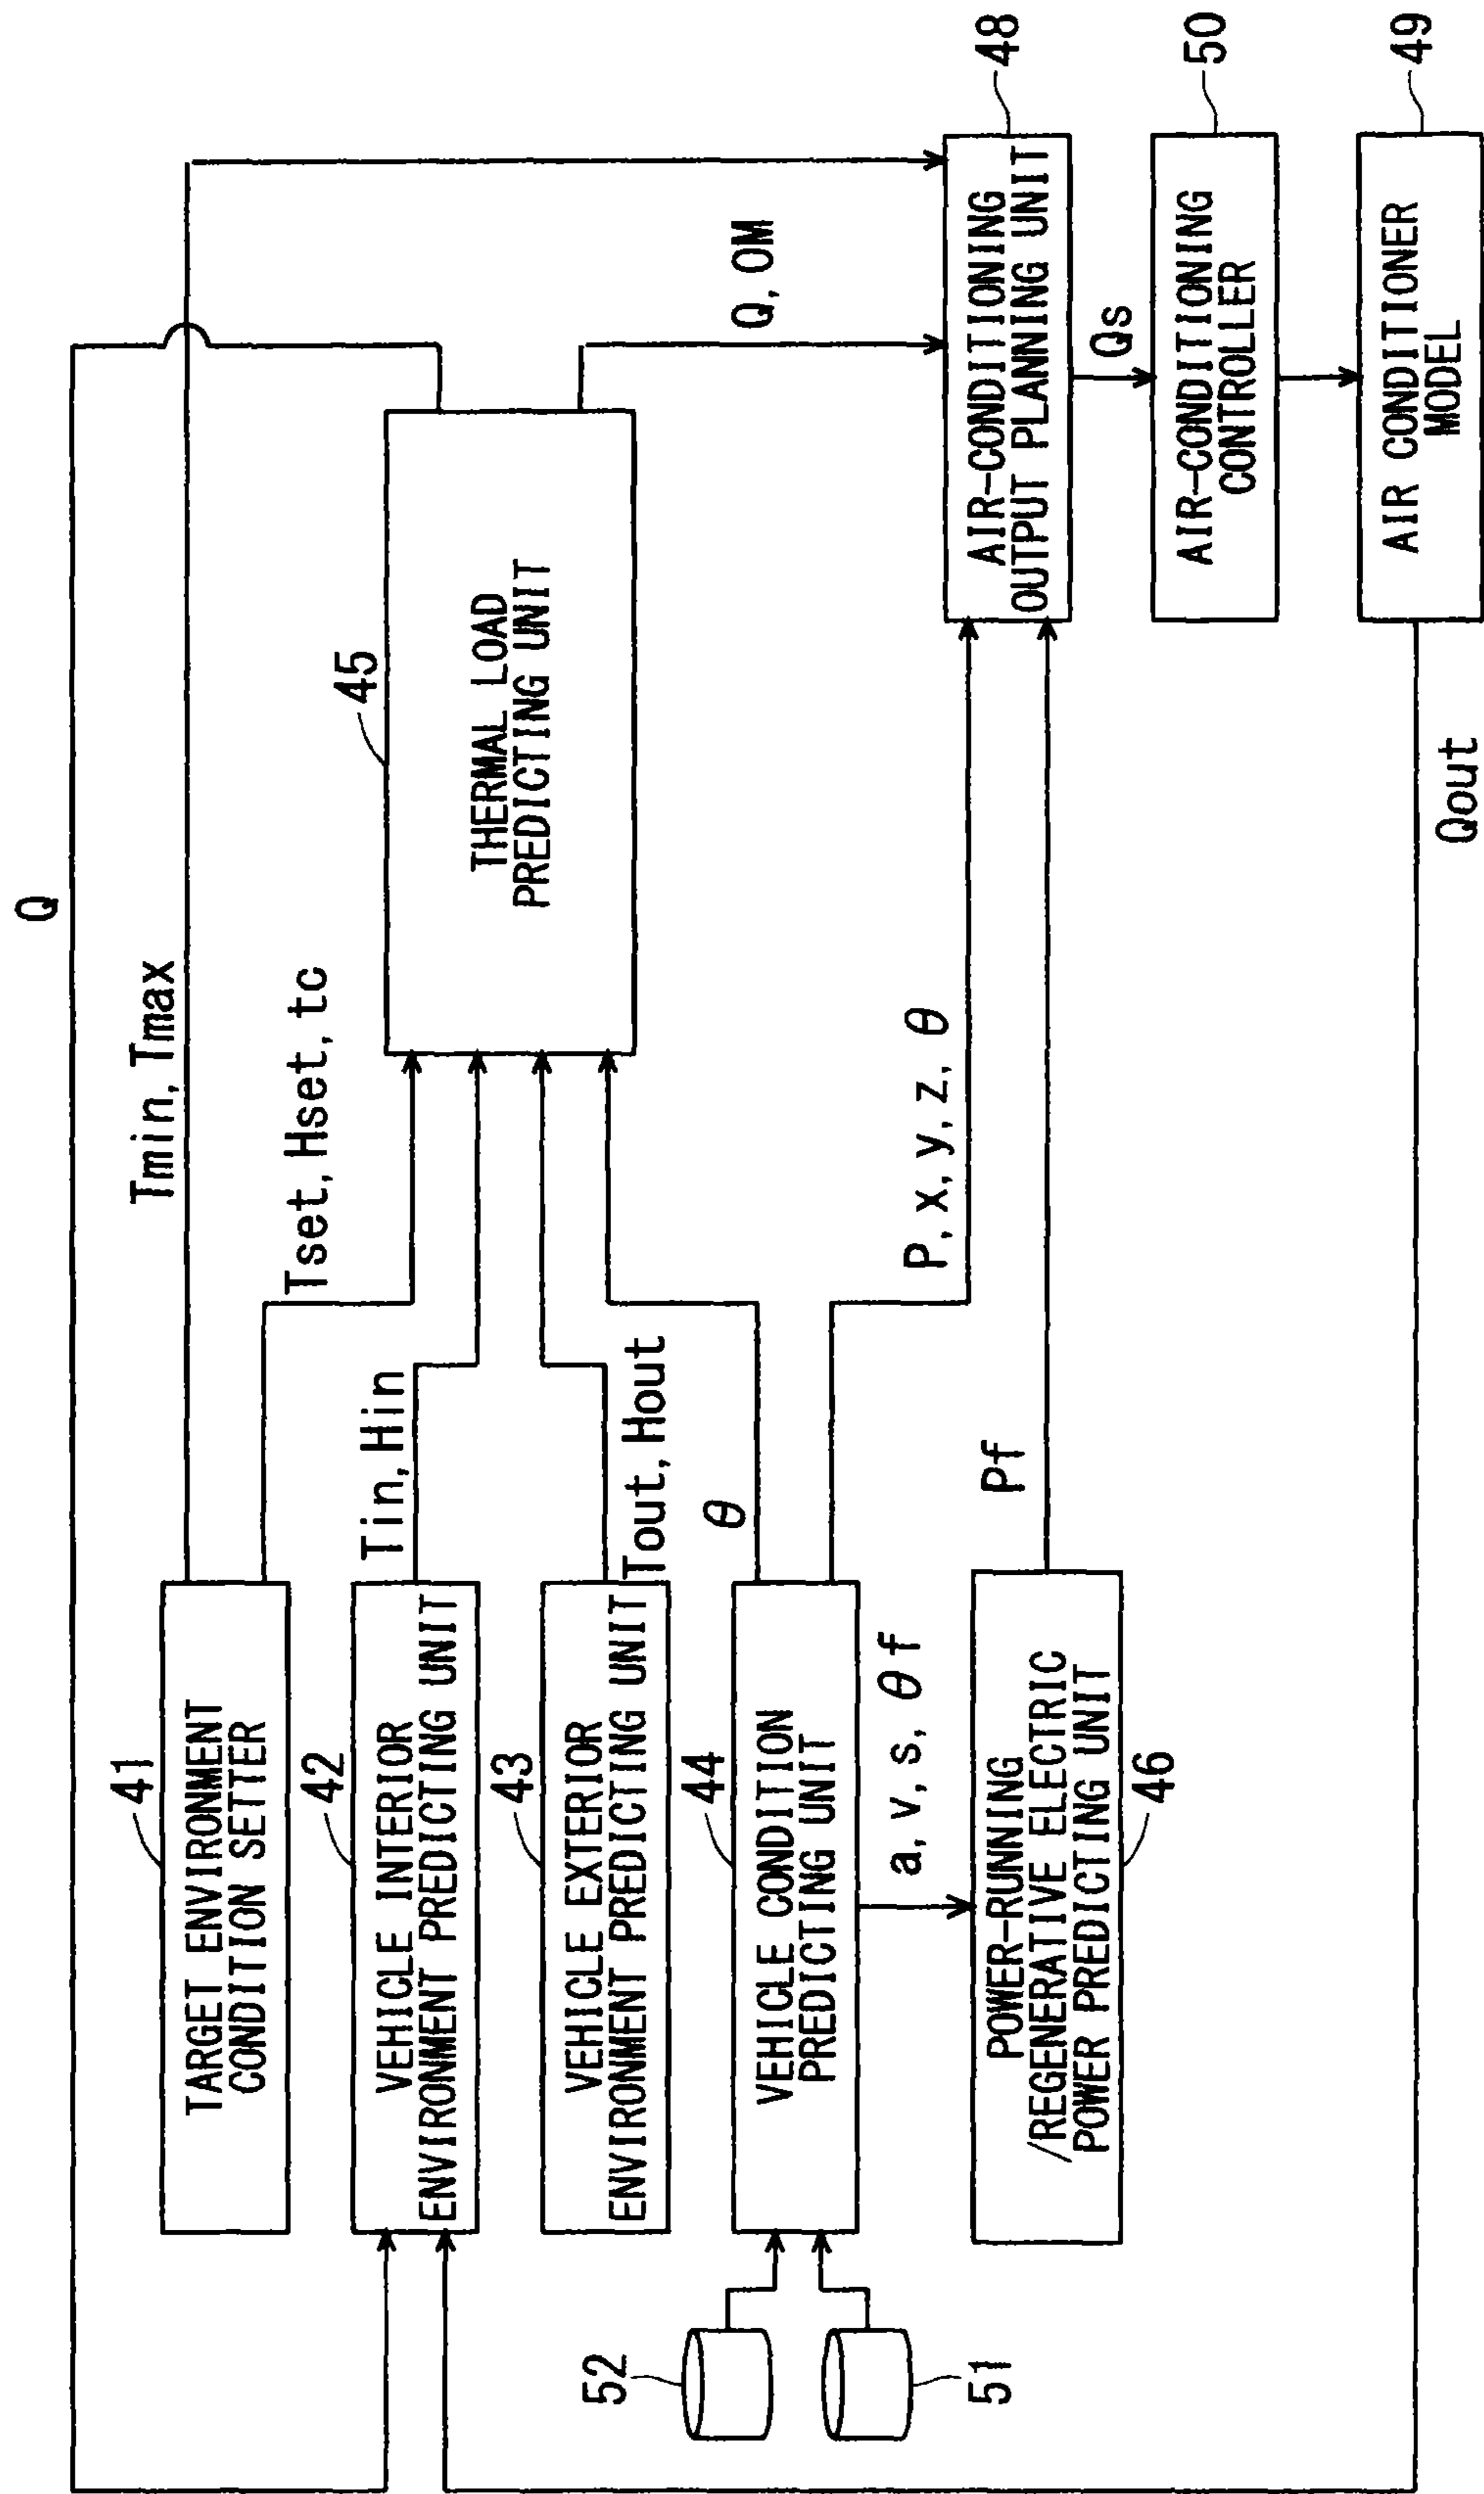 Q
Tmin, Tmax
41
TARGET ENVIRONMENT
CONDITION SETTER
Tset, Hset, tc
42
VEHICLE INTERIOR
ENVIRONMENT PREDICTING UNIT
Tin, Hin
43
VEHICLE EXTERIOR
ENVIRONMENT PREDICTING UNIT
Tout, Hout
45
THERMAL LOAD
PREDICTING UNIT
Q, OM
52
51
44
VEHICLE CONDITION
PREDICTING UNIT
θ
P, x, y, z, θ
a, v, s, θf
POWER-RUNNING
/REGENERATIVE ELECTRIC
POWER PREDICTING UNIT
46
Pf
AIR-CONDITIONING
OUTPUT PLANNING UNIT
48
Qs
AIR-CONDITIONING
CONTROLLER
50
AIR CONDITIONER
MODEL
49
Qout